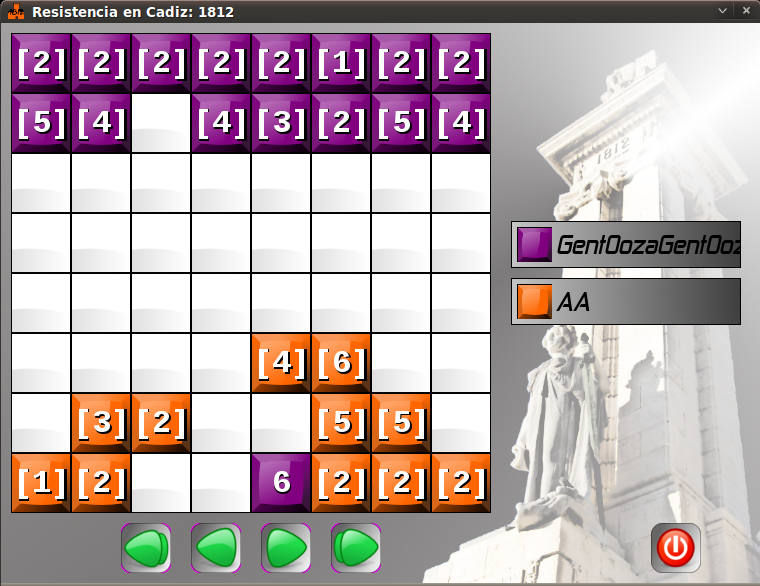 Resistencia en Cadiz: 1812
[2] [2] [2] [2] [2] [1] [2] [2]
[5] [4] [4] [3] [2] [5] [4]
1812
GentOozaGentOoz
AA
[4] [6]
[3] [2] [5] [5]
[1] [2] 6 [2] [2] [2]